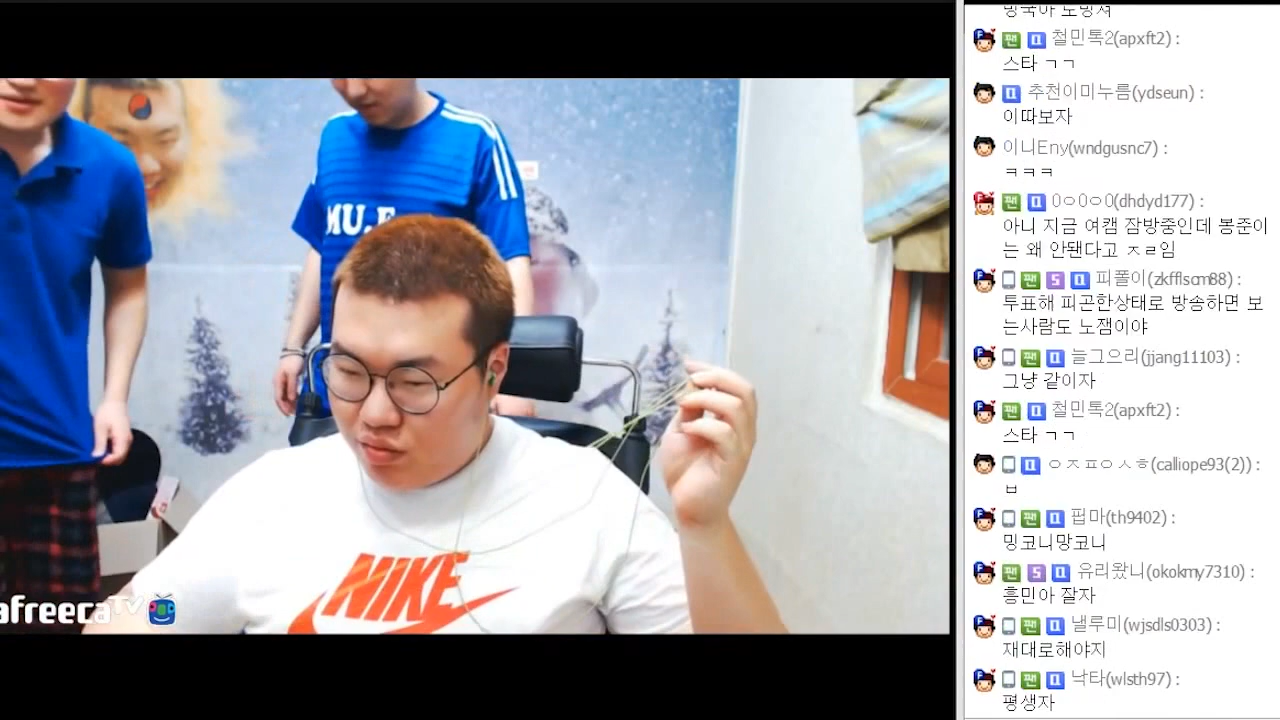 MU.F
NIKE
afreecaTV
밍국아 도망쳐
철민톡2(apxft2) :
스타 ㄱㄱ
추천이미누름(ydseun) :
이따보자
이니Eny(wndgusnc7) :
ㅋㅋㅋ
0ㅇ0ㅇ0(dhdyd177) :
아니 지금 여캠 잠방중인데 봉준이
는 왜 안됀다고 ㅈㄹ임
피폴이(zkfflscm88) :
투표해 피곤한상태로 방송하면 보
는사람도 노잼이야
늘그으리(jjang11103) :
그냥 같이자
철민톡2(apxft2) :
스타 ㄱㄱ
ㅇㅈㅍㅇㅅㅎ(calliope93(2)) :
ㅂ
펍마(th9402) :
밍코니망코니
유리왔니(okokmy7310) :
흥민아 잘자
낼루미(wjsdls0303) :
재대로해야지
낙타(wlsth97) :
평생자